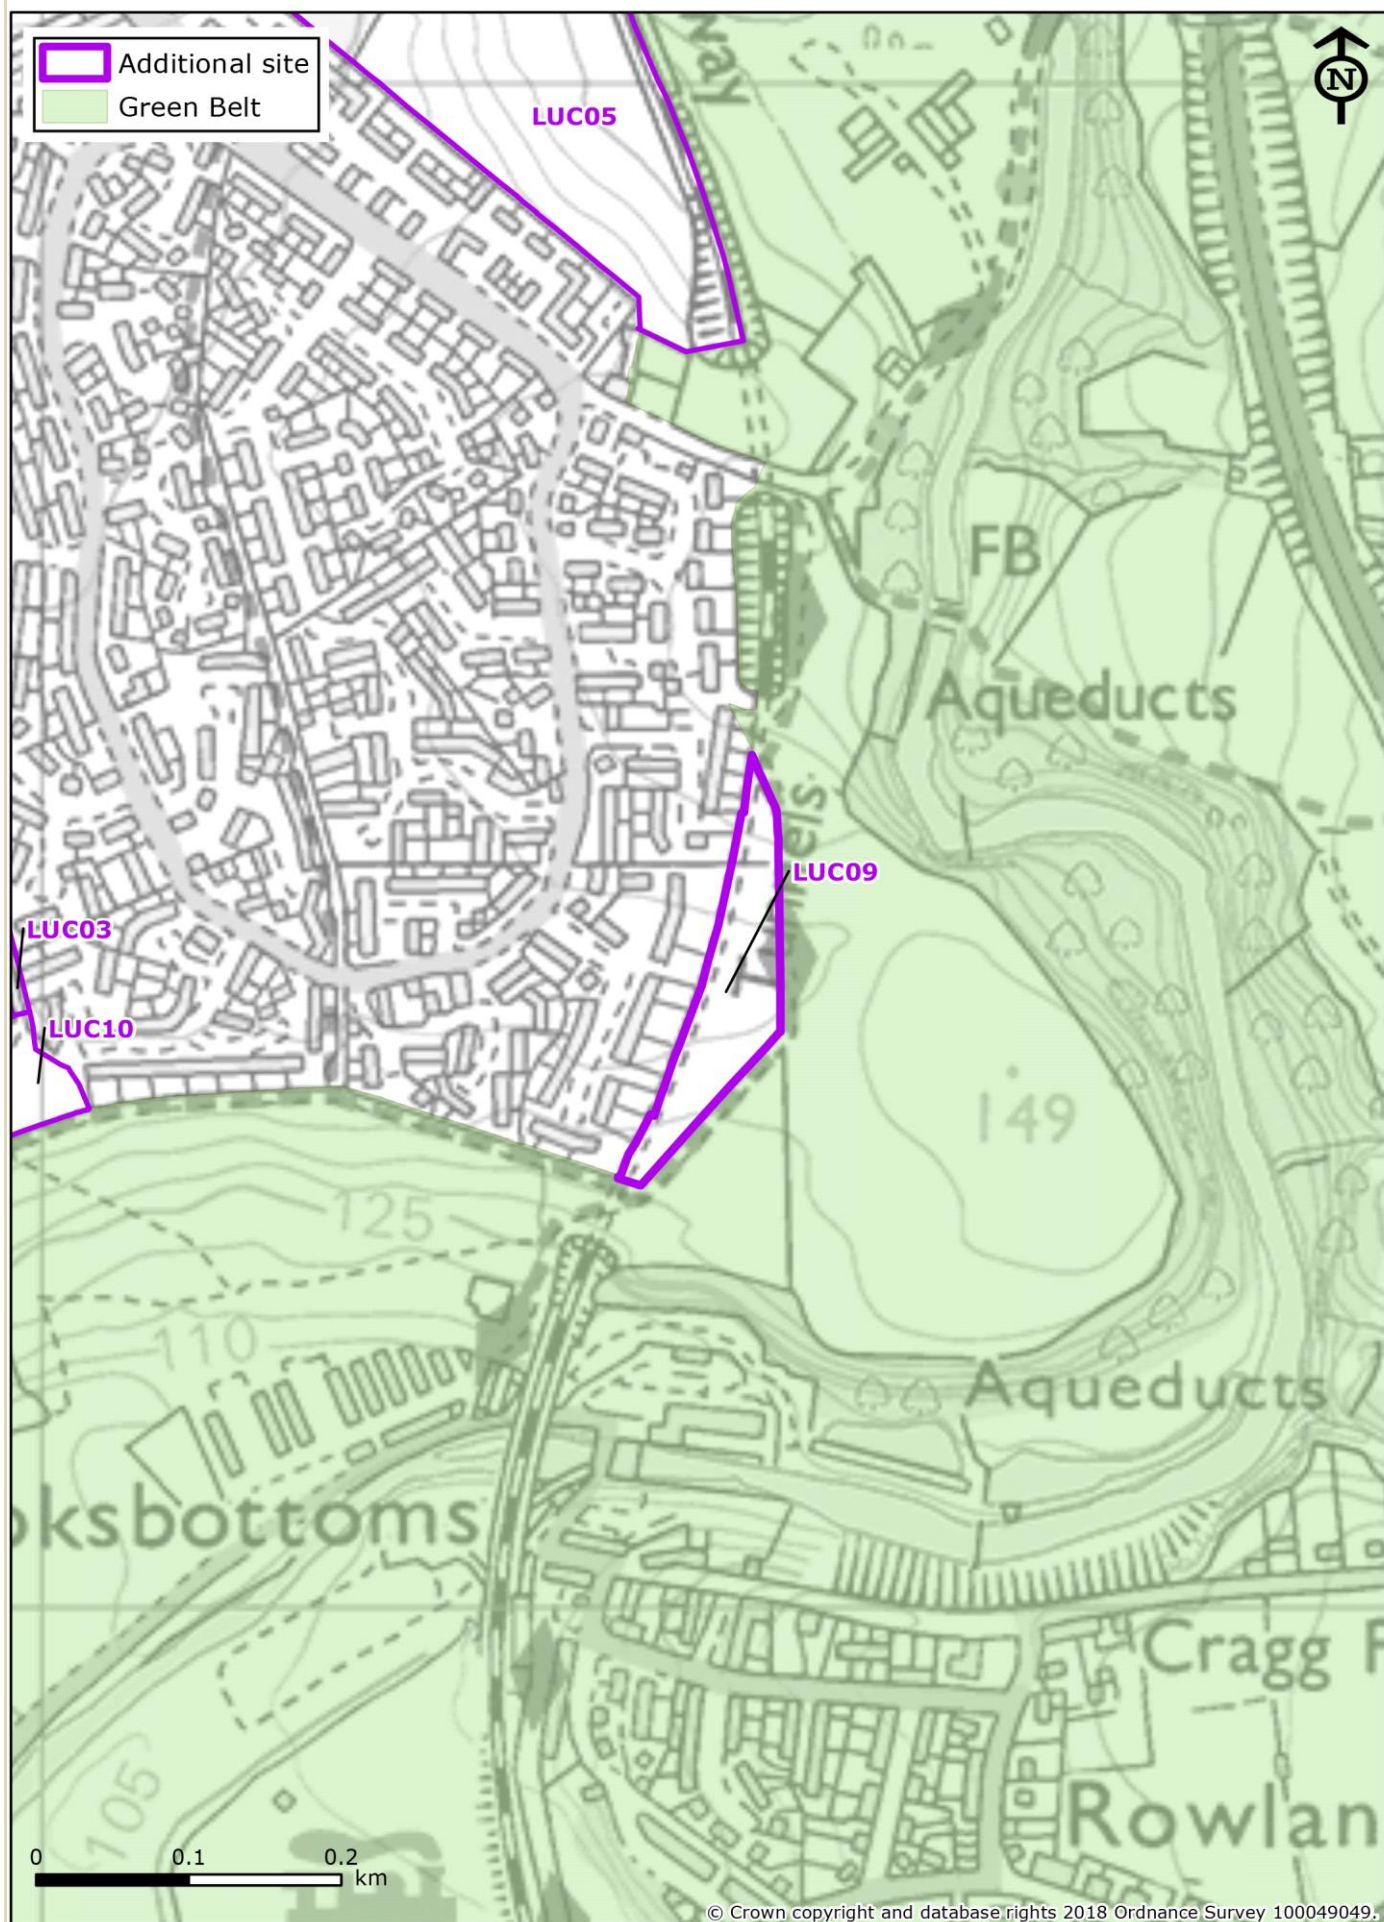 Additional site
Green Belt
N
LUC05
way
FB
Aqueducts
LUC09
LUC03
LUC10
149
125
110
Aqueducts
oksbottoms
Cragg
Rowlan
105
0 0.1 0.2
km
© Crown copyright and database rights 2018 Ordnance Survey 100049049.